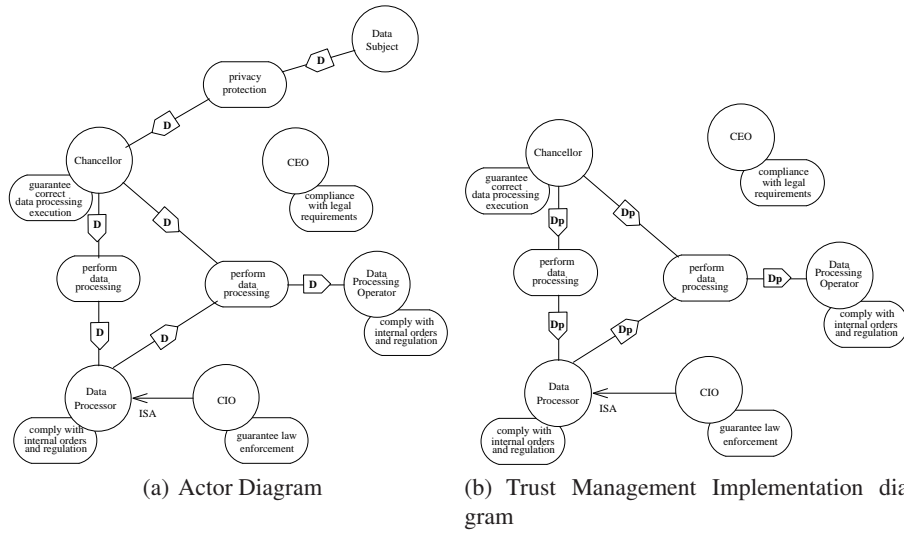 Data
Subject
D
privacy
protection
D
Chancellor
guarantee
correct
data processing
execution
CEO
compliance
with legal
requirements
D
D
perform
data
processing
perform
data
processing
D
Data
Processing
Operator
comply with
internal orders
and regulation
D
D
Data
Processor
ISA
CIO
comply with
internal orders
and regulation
guarantee law
enforcement
(a) Actor Diagram
Chancellor
guarantee
correct
data processing
execution
CEO
compliance
with legal
requirements
Dp
Dp
perform
data
processing
perform
data
processing
Dp
Data
Processing
Operator
comply with
internal orders
and regulation
Dp
Dp
Data
Processor
ISA
CIO
comply with
internal orders
and regulation
guarantee law
enforcement
(b) Trust Management Implementation dia
gram